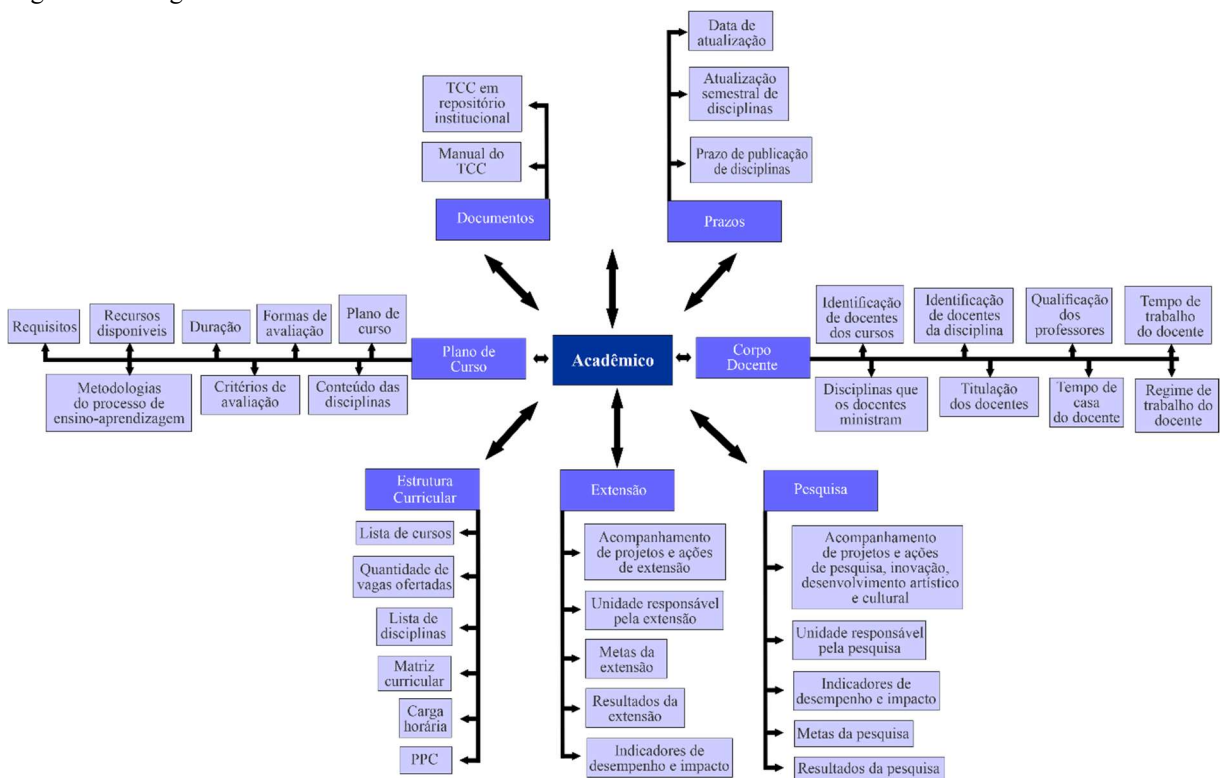 Data de
atualização
TCC em
repositório
institucional
Atualização
semestral de
disciplinas
Manual do
TCC
Prazo de publicação
de disciplinas
Documentos
Prazos
Requisitos
Recursos
disponíveis
Duração
Formas de
avaliação
Plano de
curso
Identificação
de docentes
dos cursos
Identificação
de docentes
da disciplina
Qualificação
dos
professores
Tempo de
trabalho
do docente
Plano de
Curso
Acadêmico
Corpo
Docente
Metodologias
do processo de
ensino-aprendizagem
Critérios de
avaliação
Conteúdo das
disciplinas
Disciplinas que
os docentes
ministram
Titulação
dos docentes
Tempo de
casa
do docente
Regime de
trabalho do
docente
Estrutura
Curricular
Lista de cursos
Quantidade de
vagas ofertadas
Lista de
disciplinas
Matriz
curricular
Carga
horária
PPC
Extensão
Acompanhamento
de projetos e ações
de extensão
Unidade responsável
pela extensão
Metas da
extensão
Resultados da
extensão
Indicadores de
desempenho e impacto
Pesquisa
Acompanhamento
de projetos e ações
de pesquisa, inovação,
desenvolvimento artístico
e cultural
Unidade responsável
pela pesquisa
Indicadores de
desempenho e impacto
Metas da pesquisa
Resultados da pesquisa